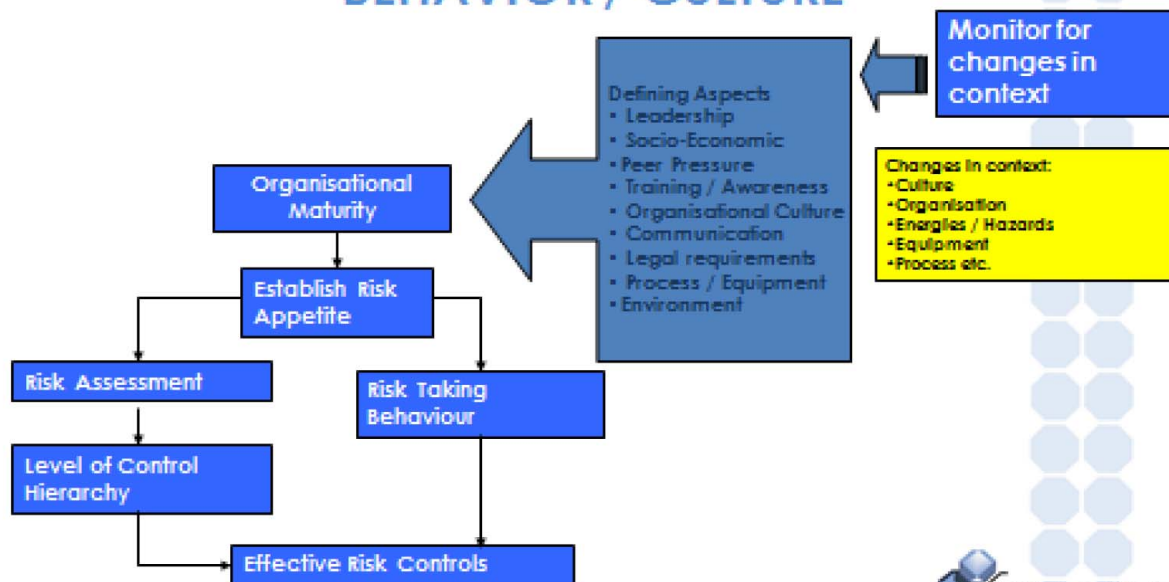 BEHAVIOR / CULTURE
Monitor for
changes in
context
Defining Aspects
• Leadership
• Socio-Economic
•Peer Pressure
• Training / Awareness
• Organisational Culture
• Communication
• Legal requirements
• Process / Equipment
•Environment
Changes in context:
•Culture
•Organisation
•Energies / Hazards
•Equipment
•Process etc.
Organisational
Maturity
Establish Risk
Appetite
Risk Assessment
Risk Taking
Behaviour
Level of Control
Hierarchy
Effective Risk Controls